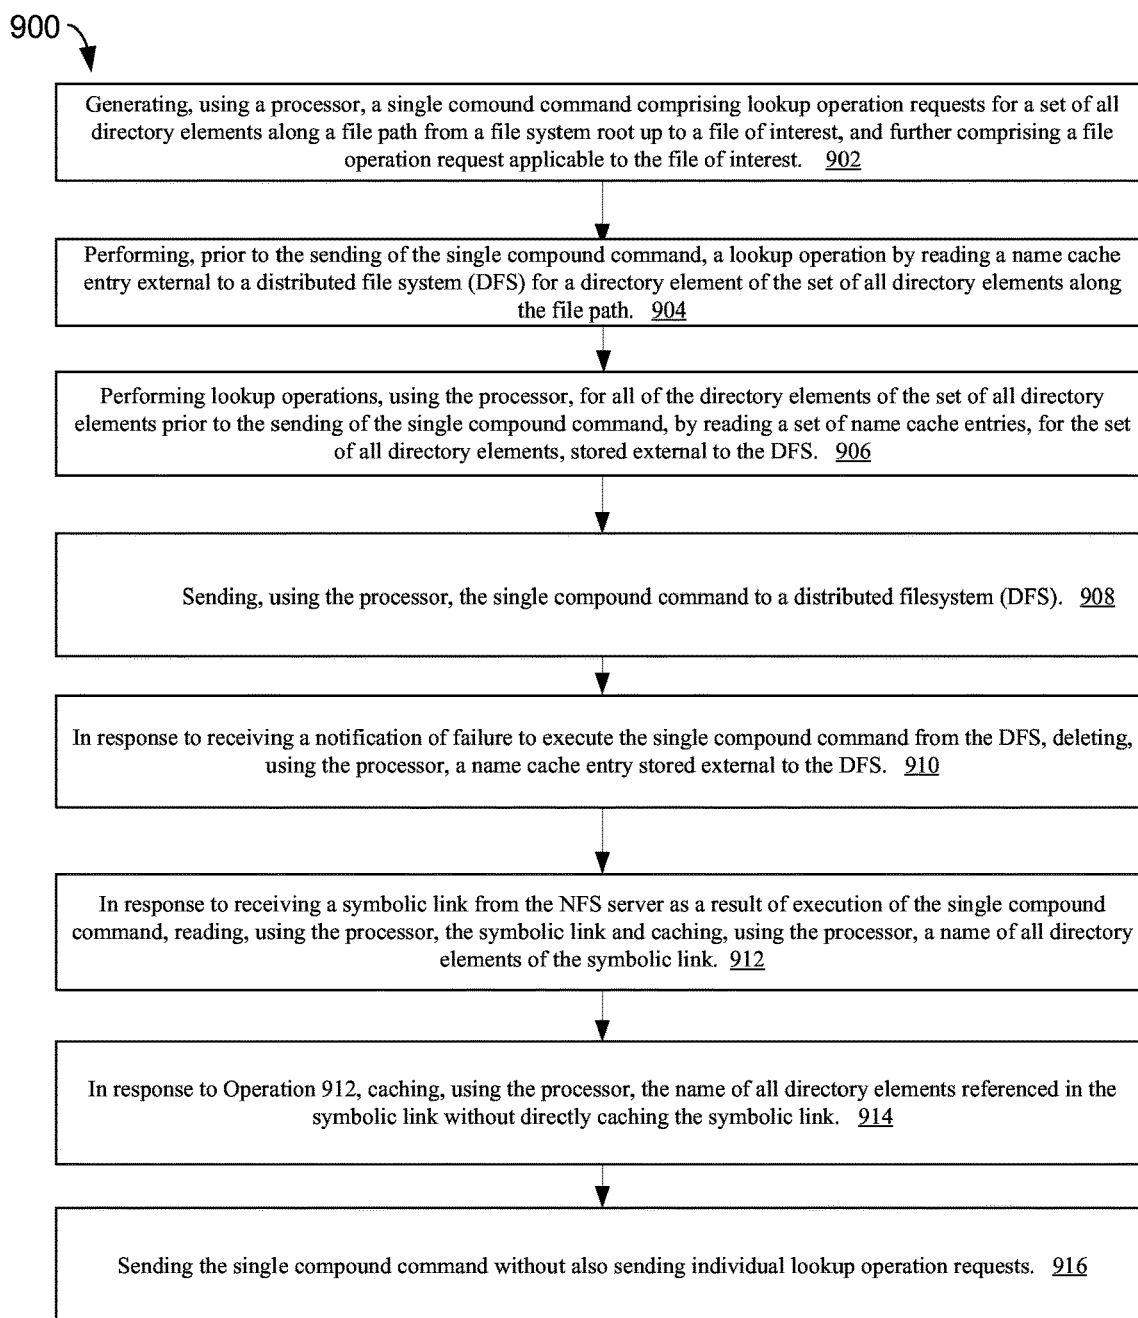 900
Generating, using a processor, a single comound command comprising lookup operation requests for a set of all
directory elements along a file path from a file system root up to a file of interest, and further comprising a file
operation request applicable to the file of interest. 902
Performing, prior to the sending of the single compound command, a lookup operation by reading a name cache
entry external to a distributed file system (DFS) for a directory element of the set of all directory elements along
the file path. 904
Performing lookup operations, using the processor, for all of the directory elements of the set of all directory
elements prior to the sending of the single compound command, by reading a set of name cache entries, for the set
of all directory elements, stored external to the DFS. 906
Sending, using the processor, the single compound command to a distributed filesystem (DFS). 908
In response to receiving a notification of failure to execute the single compound command from the DFS, deleting,
using the processor, a name cache entry stored external to the DFS. 910
In response to receiving a symbolic link from the NFS server as a result of execution of the single compound
command, reading, using the processor, the symbolic link and caching, using the processor, a name of all directory
elements of the symbolic link. 912
In response to Operation 912, caching, using the processor, the name of all directory elements referenced in the
symbolic link without directly caching the symbolic link. 914
Sending the single compound command without also sending individual lookup operation requests. 916